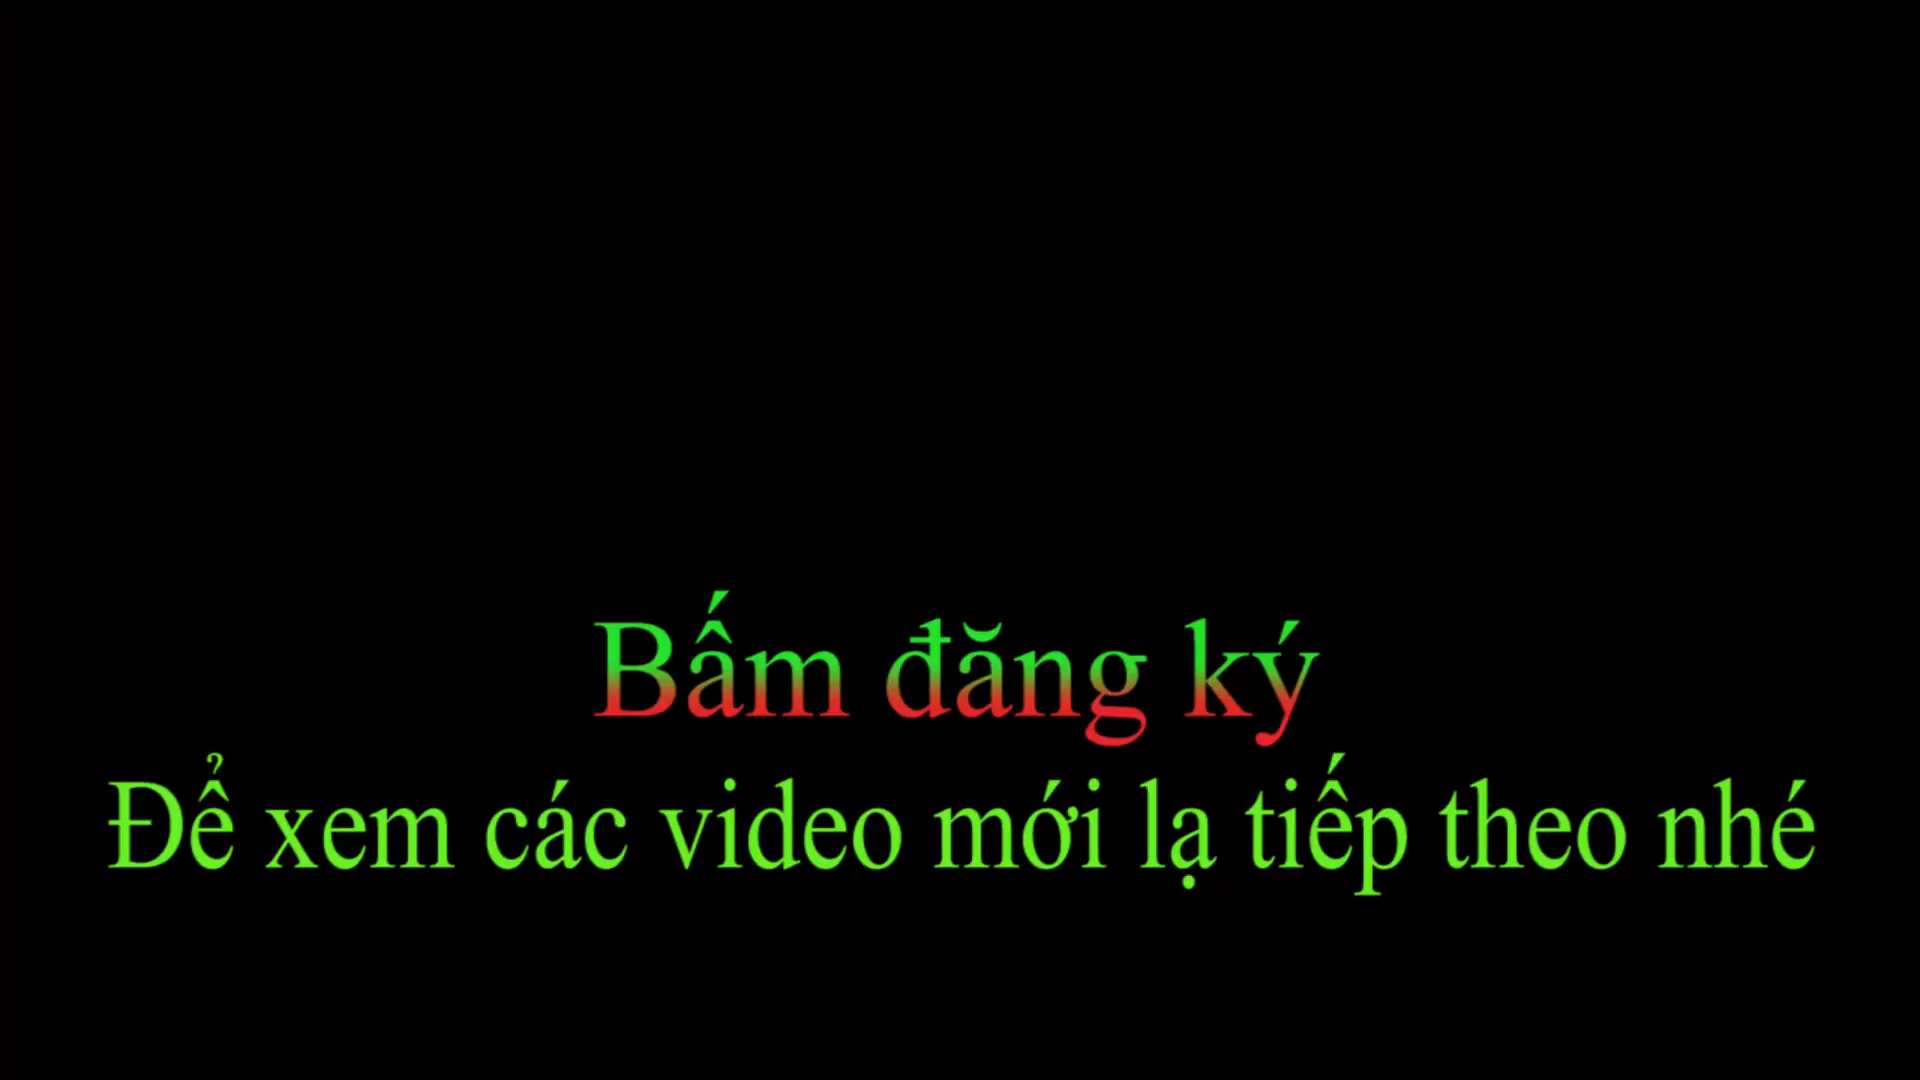 Bấm đăng ký
Để xem các video mới lạ tiếp theo nhé